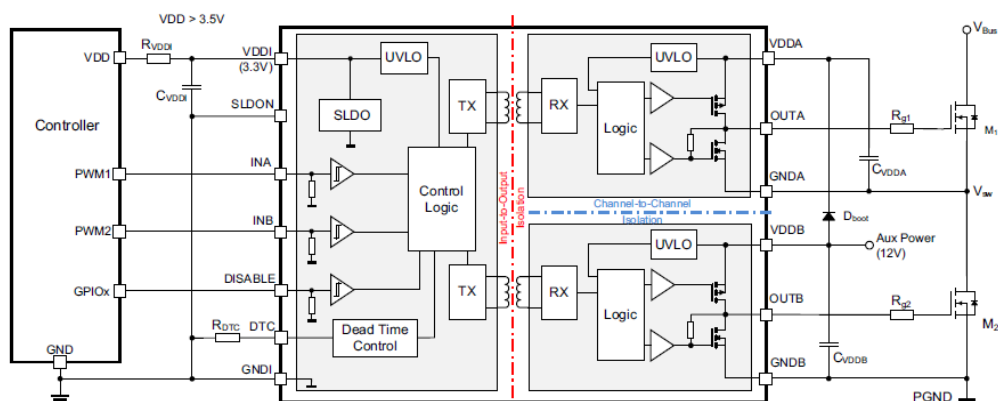 VDD > 3.5V
Controller
VDD
PWM1
PWM2
GPIOx
GND
RVDDI
CVDDI
RDTC
VDDI
(3.3V)
SLDON
INA
INB
DISABLE
DTC
GNDI
UVLO
SLDO
TX
Control
Logic
TX
Dead Time
Control
Input-to-Output
Isolation
Channel-to-Channel
Isolation
UVLO
RX
Logic
UVLO
RX
Logic
VDDA
OUTA
GNDA
VDDB
OUTB
GNDB
Rg1
CVDDA
Dboot
Aux Power
(12V)
Rg2
CVDDB
VBus
M1
Vsw
M2
PGND